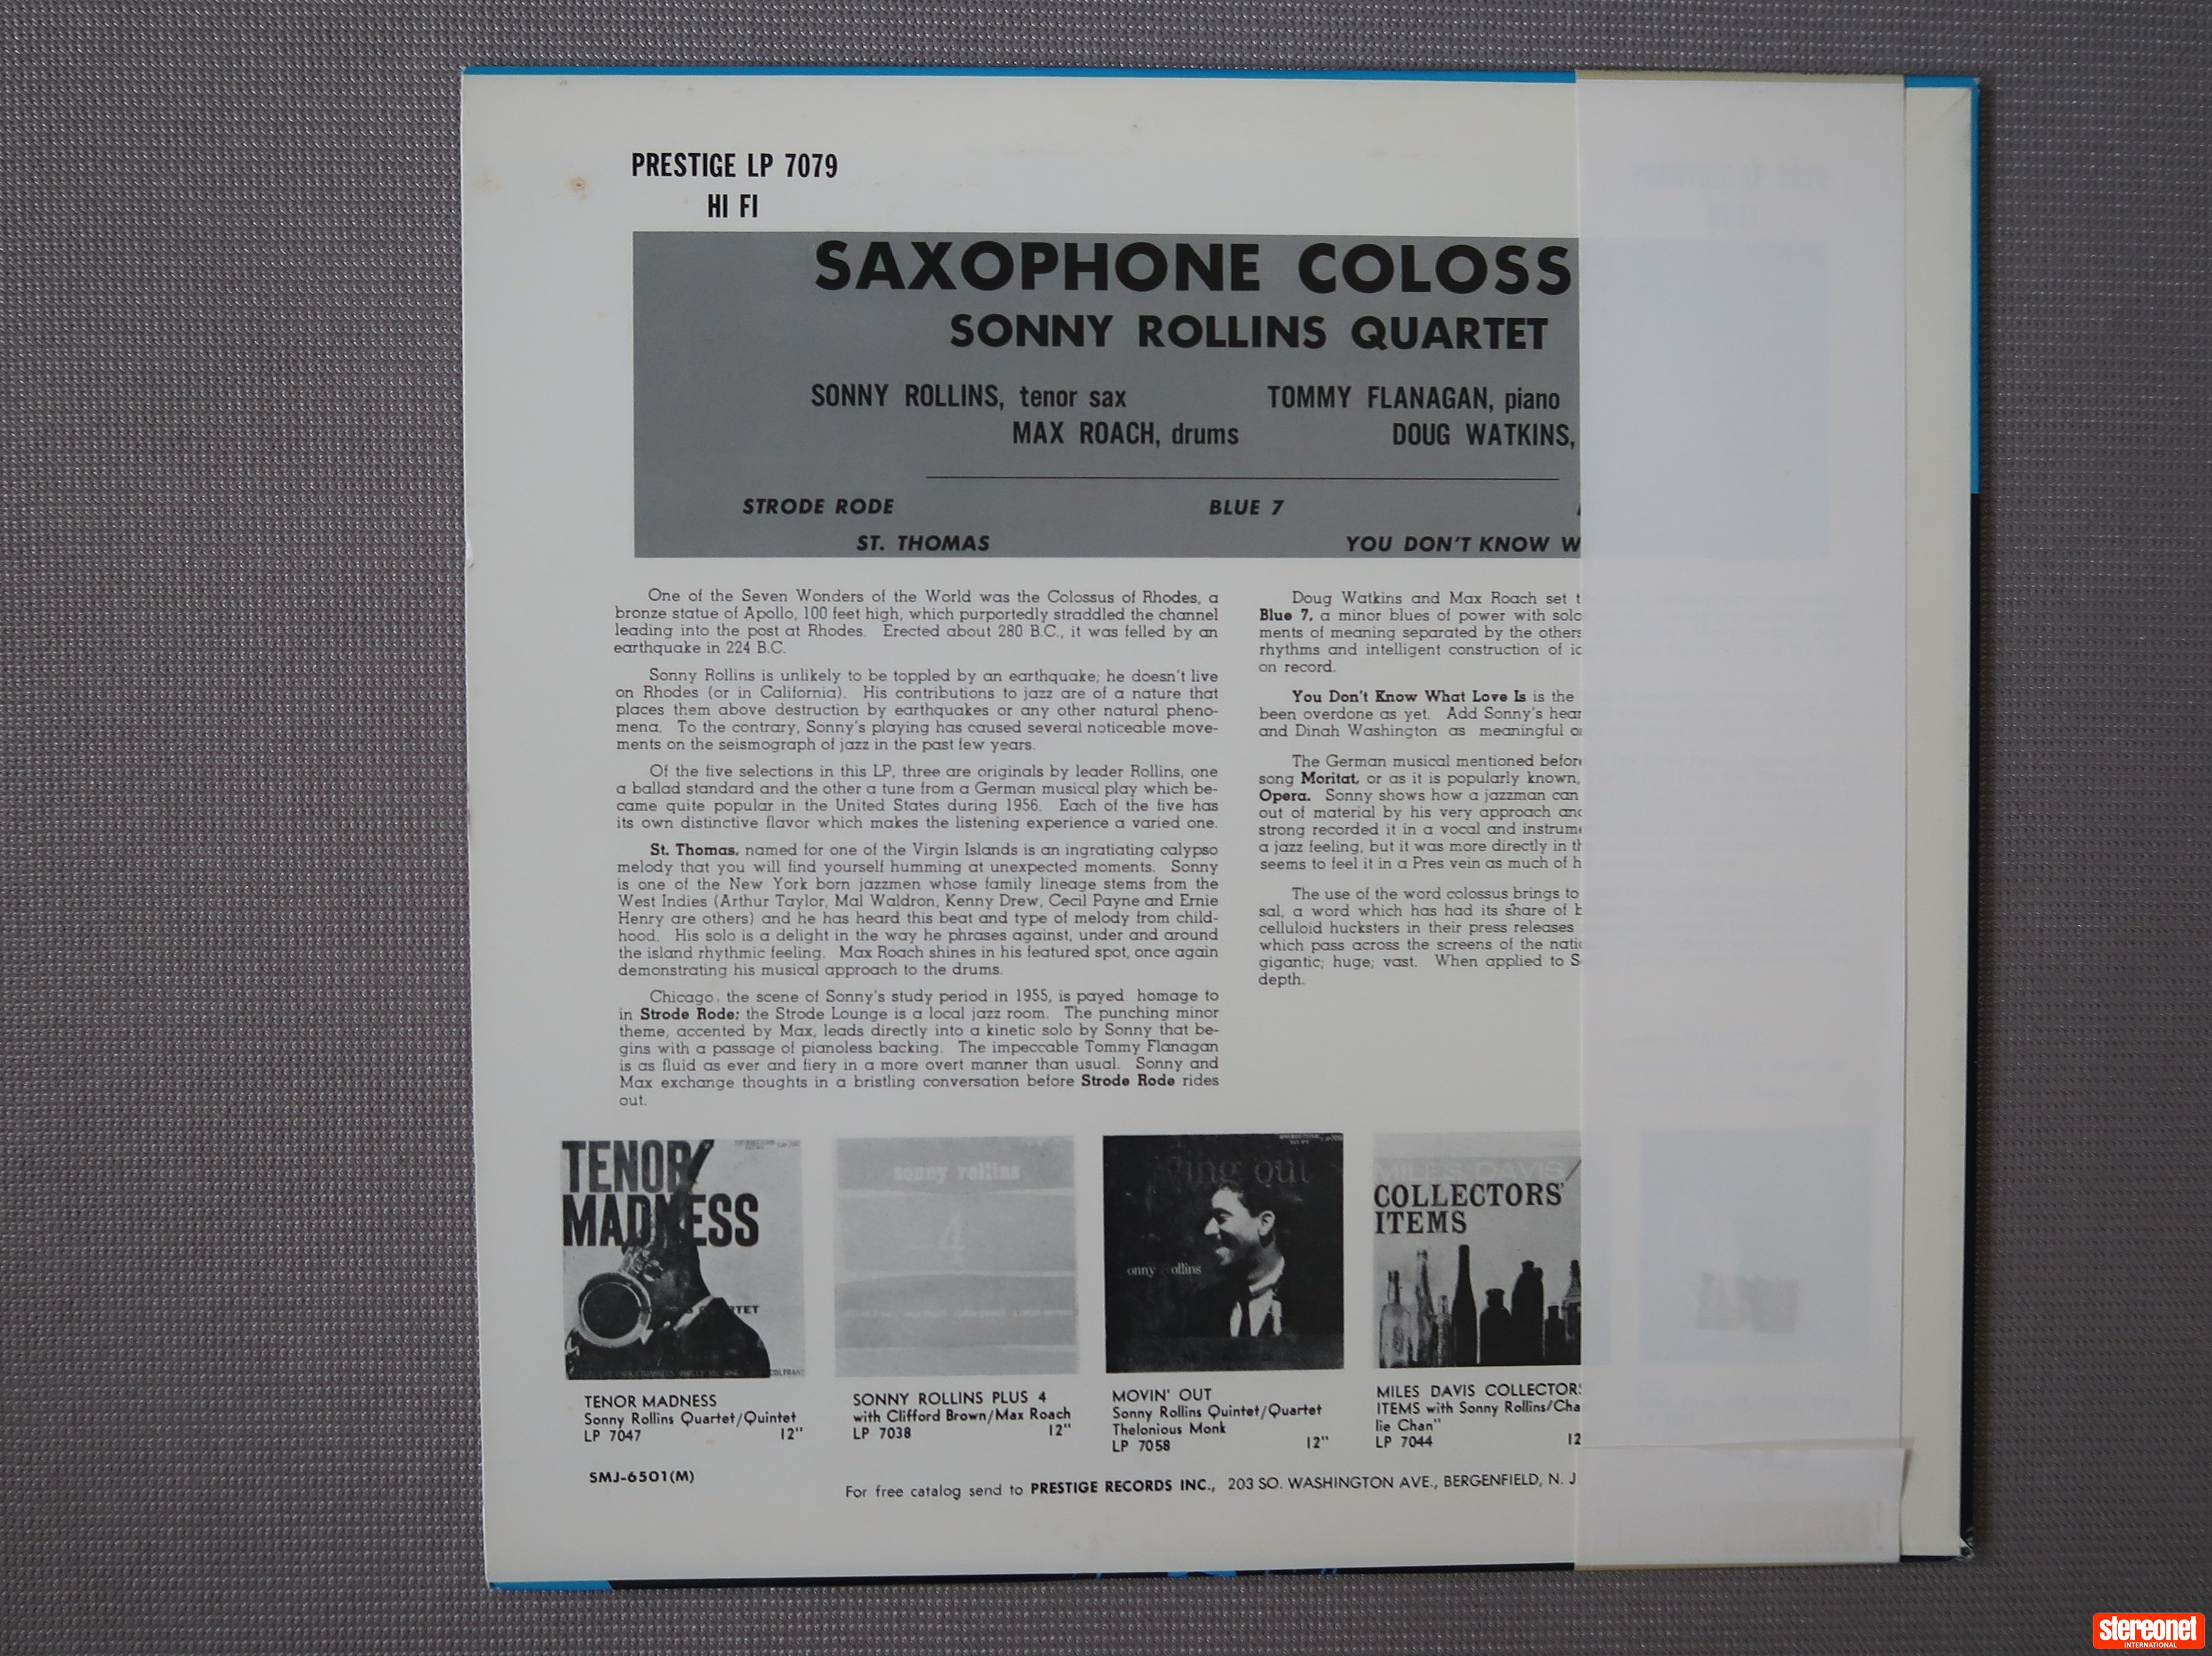 PRESTIGE LP 7079
HI FI
SAXOPHONE COLOSS
SONNY ROLLINS QUARTET
SONNY ROLLINS, tenor sax TOMMY FLANAGAN, piano
MAX ROACH, drums DOUG WATKINS,
STRODE RODE BLUE 7
ST. THOMAS YOU DON'T KNOW W
One of the Seven Wonders of the World was the Colossus of Rhodes, a
bronze statue of Apollo, 100 feet high, which purportedly straddled the channel
leading into the post at Rhodes. Erected about 280 B.C., it was felled by an
earthquake in 224 B.C.
Sonny Rollins is unlikely to be toppled by an earthquake; he doesn't live
on Rhodes (or in California). His contributions to jazz are of a nature that
places them above destruction by earthquakes or any other natural pheno-
mena. To the contrary, Sonny's playing has caused several noticeable move-
ments on the seismograph of jazz in the past few years.
Of the five selections in this LP, three are originals by leader Rollins, one
a ballad standard and the other a tune from a German musical play which be-
came quite popular in the United States during 1956. Each of the five has
its own distinctive flavor which makes the listening experience a varied one.
St. Thomas, named for one of the Virgin Islands is an ingratiating calypso
melody that you will find yourself humming at unexpected moments. Sonny
is one of the New York born jazzmen whose family lineage stems from the
West Indies (Arthur Taylor, Mal Waldron, Kenny Drew, Cecil Payne and Ernie
Henry are others) and he has heard this beat and type of melody from child-
hood. His solo is a delight in the way he phrases against, under and around
the island rhythmic feeling. Max Roach shines in his featured spot, once again
demonstrating his musical approach to the drums.
Chicago, the scene of Sonny's study period in 1955, is payed homage to
in Strode Rode; the Strode Lounge is a local jazz room. The punching minor
theme, accented by Max, leads directly into a kinetic solo by Sonny that be-
gins with a passage of pianoless backing. The impeccable Tommy Flanagan
is as fluid as ever and fiery in a more overt manner than usual. Sonny and
Max exchange thoughts in a bristling conversation before Strode Rode rides
out.
Doug Watkins and Max Roach set t
Blue 7, a minor blues of power with solo
ments of meaning separated by the others
rhythms and intelligent construction of ic
on record.
You Don't Know What Love Is is the
been overdone as yet. Add Sonny's hear
and Dinah Washington as meaningful o
The German musical mentioned before
song Moritat, or as it is popularly known,
Opera. Sonny shows how a jazzman can
out of material by his very approach and
strong recorded it in a vocal and instrume
a jazz feeling, but it was more directly in th
seems to feel it in a Pres vein as much of h
The use of the word colossus brings to
sal, a word which has had its share of b
celluloid hucksters in their press releases
which pass across the screens of the natio
gigantic; huge; vast. When applied to S
depth.
TENOR
MADNESS
sonny rollins
4
ving out
onny ollins
MILES DAVIS
COLLECTORS'
ITEMS
TENOR MADNESS
Sonny Rollins Quartet/Quintet
LP 7047 12"
SONNY ROLLINS PLUS 4
with Clifford Brown/Max Roach
LP 7038 12"
MOVIN' OUT
Sonny Rollins Quintet/Quartet
Thelonious Monk
LP 7058 12"
MILES DAVIS COLLECTORS
ITEMS with Sonny Rollins/Cha
lie Chan"
LP 7044 12
SMJ-6501(M)
For free catalog send to PRESTIGE RECORDS INC., 203 SO. WASHINGTON AVE., BERGENFIELD, N. J
stereonet
INTERNATIONAL